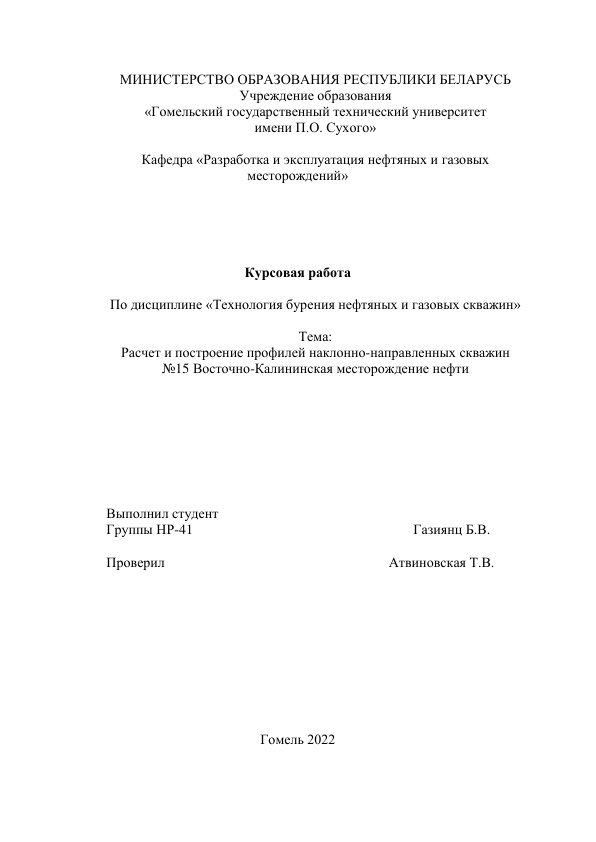 МИНИСТЕРСТВО ОБРАЗОВАНИЯ РЕСПУБЛИКИ БЕЛАРУСЬ
Учреждение образования
«Гомельский государственный технический университет
имени П.О. Сухого»
Кафедра «Разработка и эксплуатация нефтяных и газовых
месторождений»
Курсовая работа
По дисциплине «Технология бурения нефтяных и газовых скважин»
Тема:
Расчет и построение профилей наклонно-направленных скважин
№15 Восточно-Калининская месторождение нефти
Выполнил студент
Группы НР-41 Газиянц Б.В.
Проверил Атвиновская Т.В.
Гомель 2022